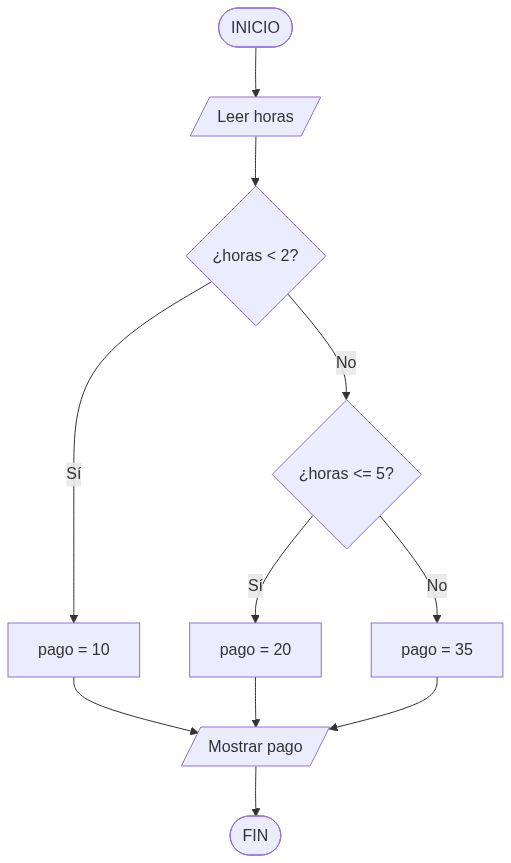 INICIO
Leer horas
¿horas < 2?
No
Sí
¿horas <= 5?
Sí
No
pago = 10
pago = 20
pago = 35
Mostrar pago
FIN